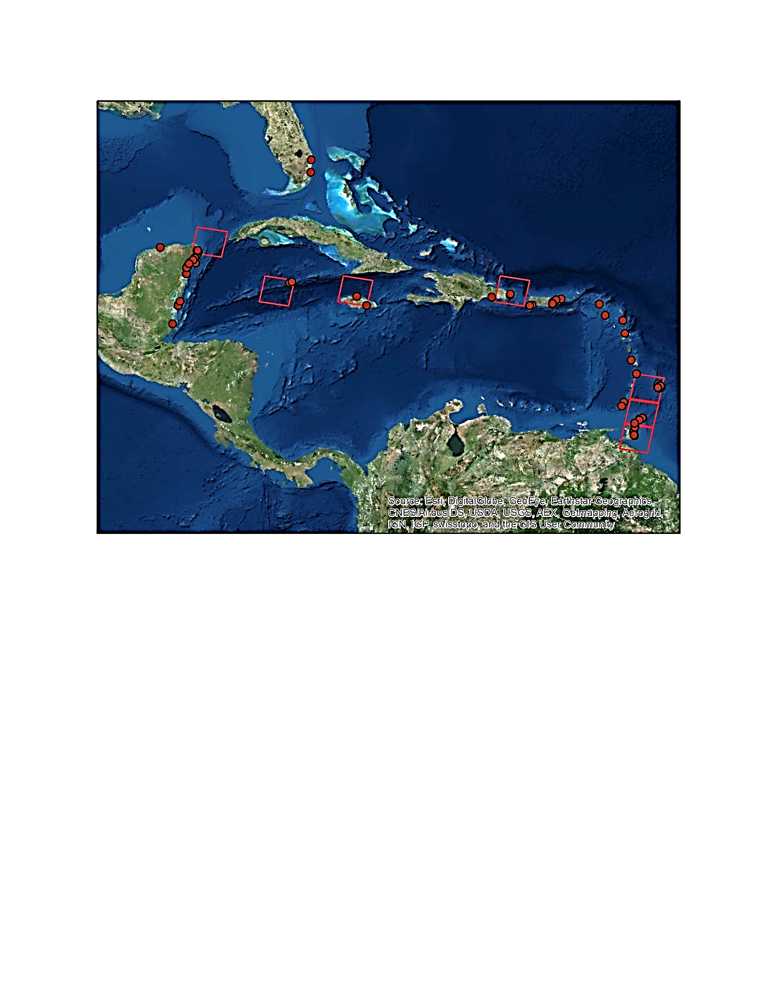 Source: Esri, DigitalGlobe, GeoEye, Earthstar Geographics,
CNES/Airbus DS, USDA, USGS, AEX, Getmapping, Aerogrid,
IGN, IGP, swisstopo, and the GIS User Community